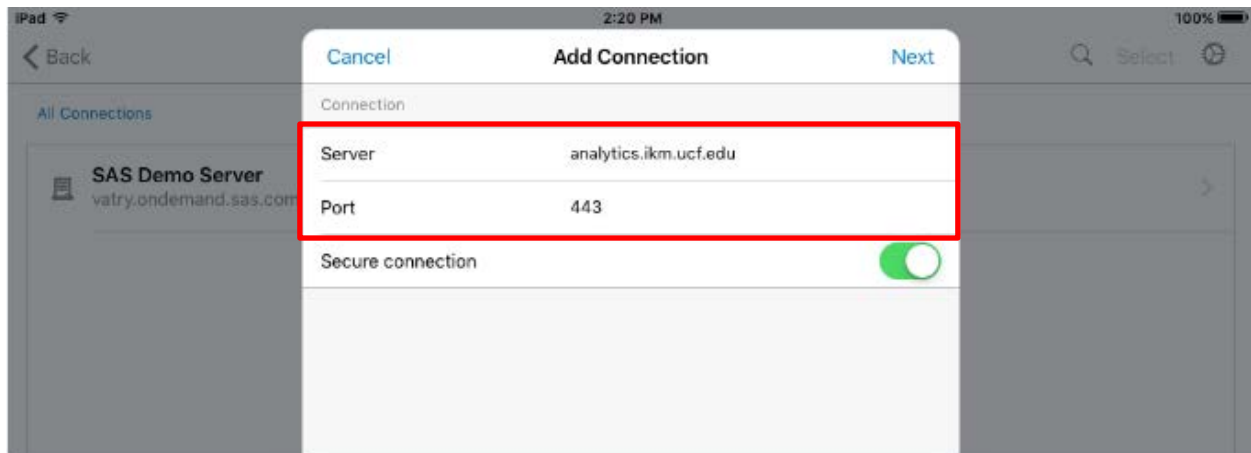 iPad 2:20 PM 100%
Back Cancel Add Connection Next Select
All Connections
Connection
Server analytics.ikm.ucf.edu
SAS Demo Server
vatry.ondemand.sas.com
Port 443
Secure connection